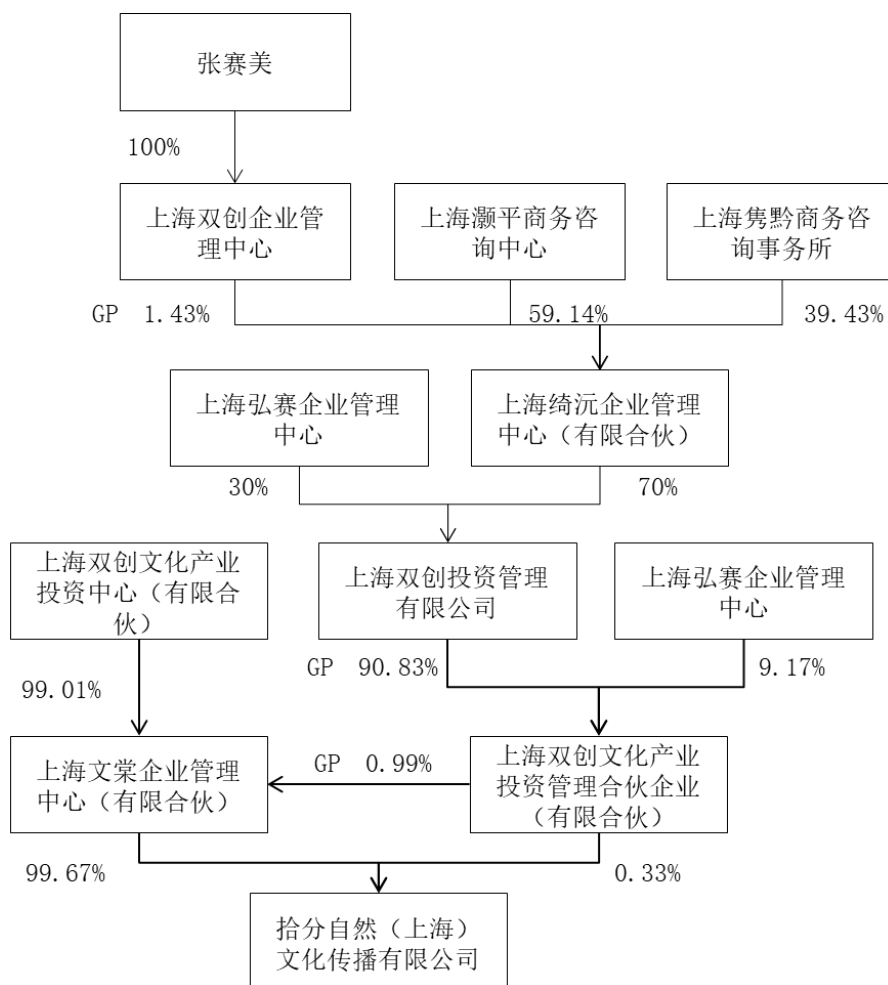 张赛美
100%
上海双创企业管
理中心
上海灏平商务咨
询中心
上海隽黔商务咨
询事务所
GP 1.43%
59.14%
39.43%
上海弘赛企业管理
中心
上海绮沅企业管理
中心（有限合伙）
30%
70%
上海双创文化产业
投资中心（有限合
伙）
上海双创投资管理
有限公司
上海弘赛企业管理
中心
99.01%
GP 90.83%
9.17%
上海文棠企业管理
中心（有限合伙）
GP 0.99%
上海双创文化产业
投资管理合伙企业
（有限合伙）
99.67%
0.33%
拾分自然（上海）
文化传播有限公司